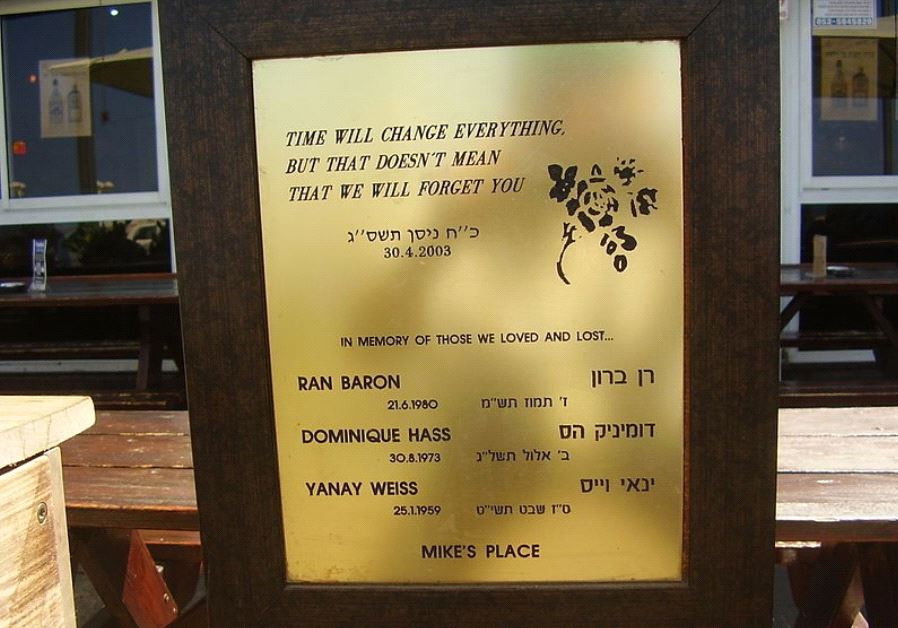 TIME WILL CHANGE EVERYTHING,
BUT THAT DOESN'T MEAN
THAT WE WILL FORGET YOU
כ''ח ניסן תשס''ג
30.4.2003
IN MEMORY OF THOSE WE LOVED AND LOST...
RAN BARON רן ברון
21.6.1980 ז' תמוז תש''מ
DOMINIQUE HASS דומיניק הס
30.8.1973 ב' אלול תשל''ג
YANAY WEISS ינאי וייס
25.1.1959 ט''ז שבט תשי''ט
MIKE'S PLACE